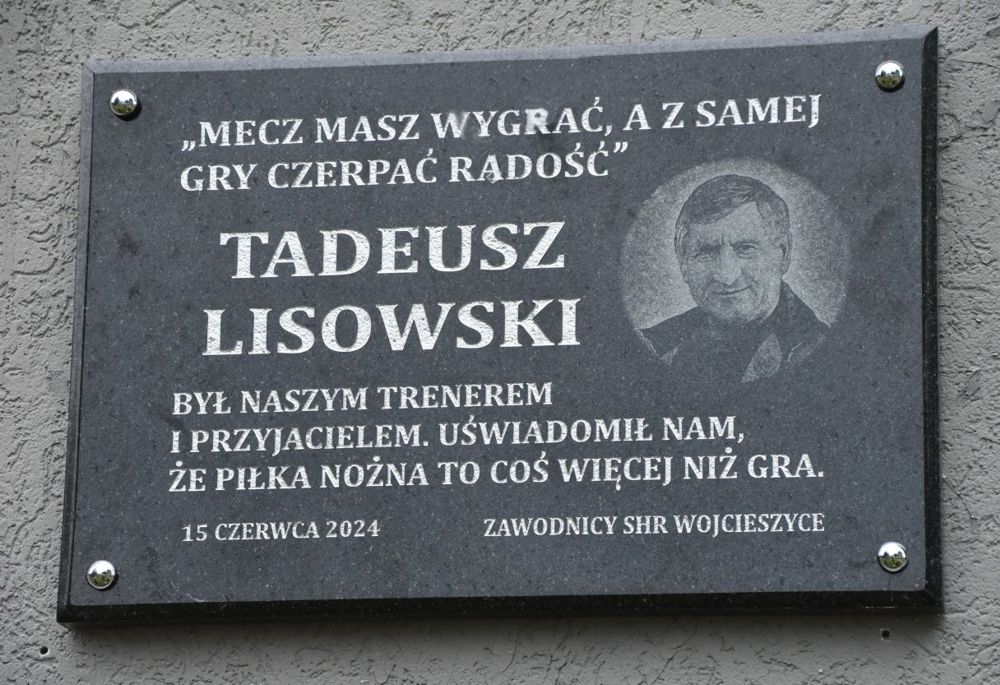 „MECZ MASZ WYGRAĆ, A Z SAMEJ
GRY CZERPAĆ RĄDOŚĆ”
TADEUSZ
LISOWSKI
BYŁ NASZYM TRENEREM
I PRZYJACIELEM. UŚWIADOMIŁ NAM,
ŻE PIŁKA NOŻNA TO COŚ WIĘCEJ NIŻ GRA.
15 CZERWCA 2024
ZAWODNICY SHR WOJCIESZYCE